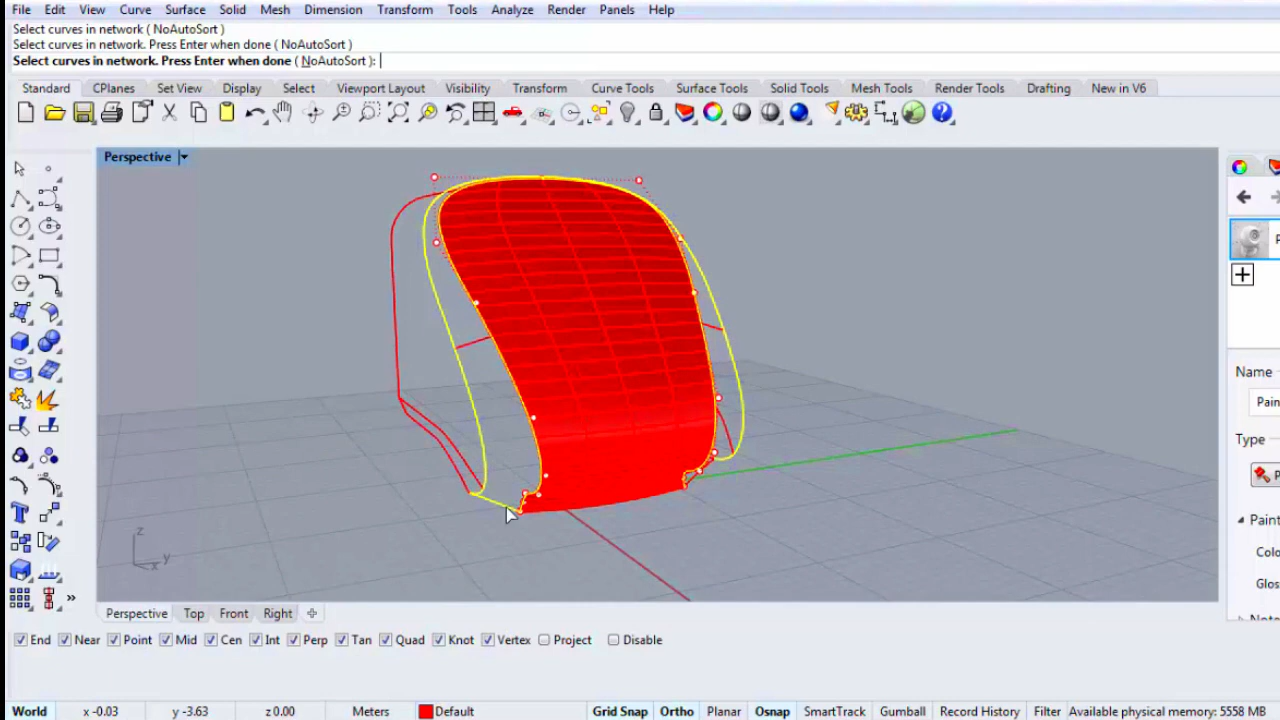 File Edit View Curve Surface Solid Mesh Dimension Transform Tools Analyze Render Panels Help
Select curves in network ( NoAutoSort )
Select curves in network. Press Enter when done ( NoAutoSort )
Select curves in network. Press Enter when done ( NoAutoSort ):
Standard CPlanes Set View Display Select Viewport Layout Visibility Transform Curve Tools Surface Tools Solid Tools Mesh Tools Render Tools Drafting New in V6
Perspective
P
Name
Pain
Type
P
Paint
Colo
Glos
z
y
x
Perspective Top Front Right
End Near Point Mid Cen Int Perp Tan Quad Knot Vertex Project Disable
World x -0.03 y -3.63 z 0.00 Meters Default Grid Snap Ortho Planar Osnap SmartTrack Gumball Record History Filter Available physical memory: 5558 MB